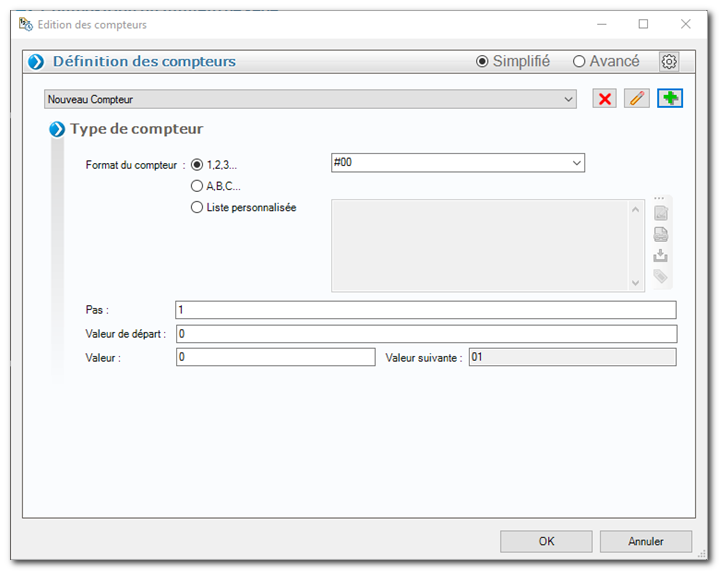 Edition des compteurs
Définition des compteurs
Simplifié
Avancé
Nouveau Compteur
Type de compteur
Format du compteur :
1,2,3...
#00
A,B,C...
Liste personnalisée
Pas :
1
Valeur de départ :
0
Valeur :
0
Valeur suivante :
01
OK
Annuler